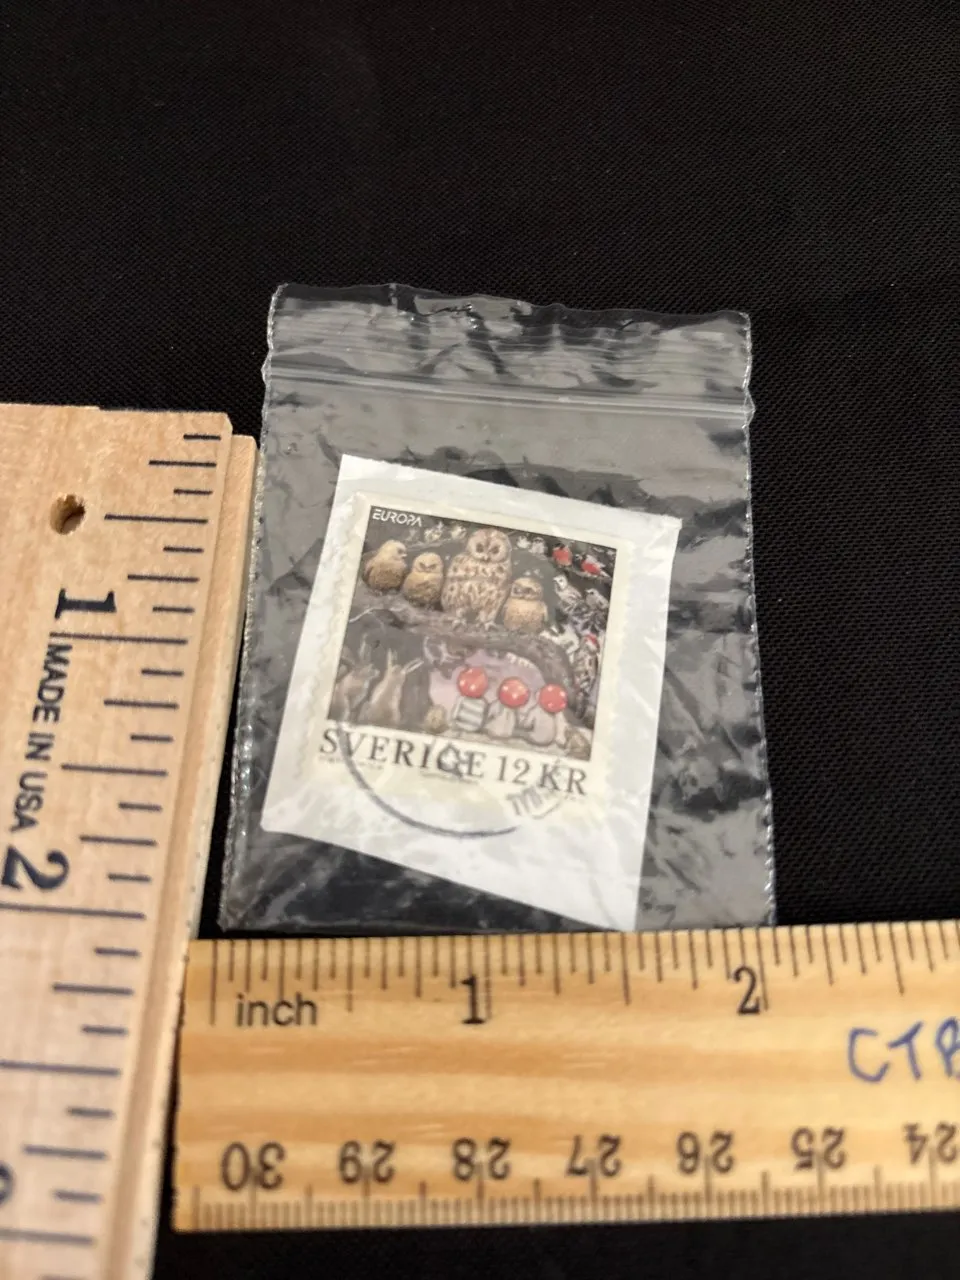 EUROPA
SVERIGE 12 KR
1
MADE IN USA
2
inch
1
2
CTB
30 29 28 27 26 25 24